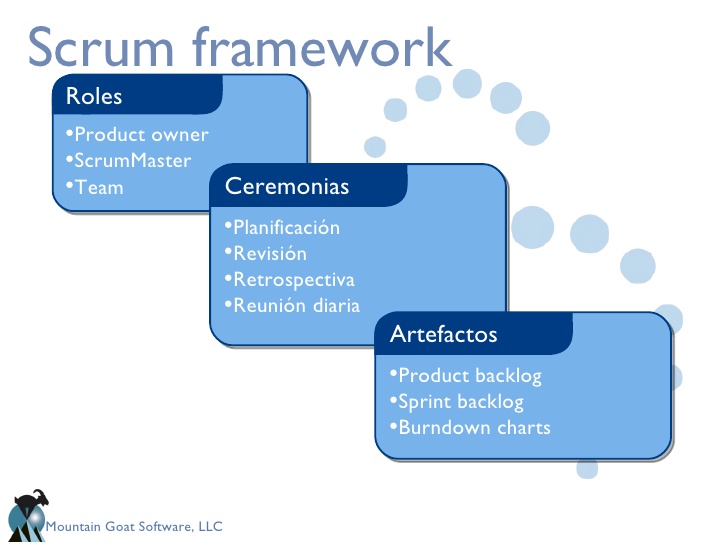 Scrum framework
Roles
•Product owner
•ScrumMaster
•Team
Ceremonias
•Planificación
•Revisión
•Retrospectiva
•Reunión diaria
Artefactos
•Product backlog
•Sprint backlog
•Burndown charts
Mountain Goat Software, LLC